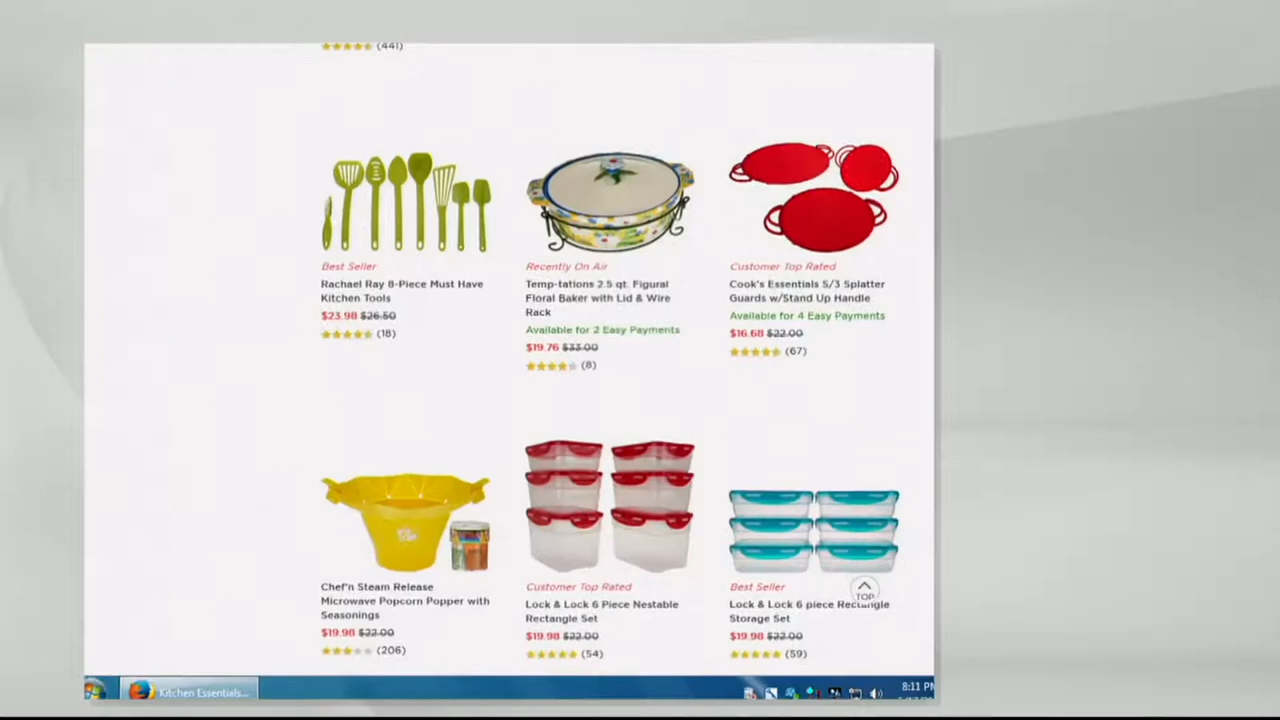 (441)
Best Seller
Rachael Ray 8-Piece Must Have
Kitchen Tools
$23.98 $26.50
(18)
Recently On Air
Temp-tations 2.5 qt. Figural
Floral Baker with Lid & Wire
Rack
Available for 2 Easy Payments
$19.76 $33.00
(8)
Customer Top Rated
Cook's Essentials S/3 Splatter
Guards w/Stand Up Handle
Available for 4 Easy Payments
$16.68 $22.00
(67)
Chef'n Steam Release
Microwave Popcorn Popper with
Seasonings
$19.98 $22.00
(206)
Customer Top Rated
Lock & Lock 6 Piece Nestable
Rectangle Set
$19.98 $22.00
(54)
Best Seller
TOP
Lock & Lock 6 piece Rectangle
Storage Set
$19.98 $22.00
(59)
Kitchen Essentials...
8:11 PM